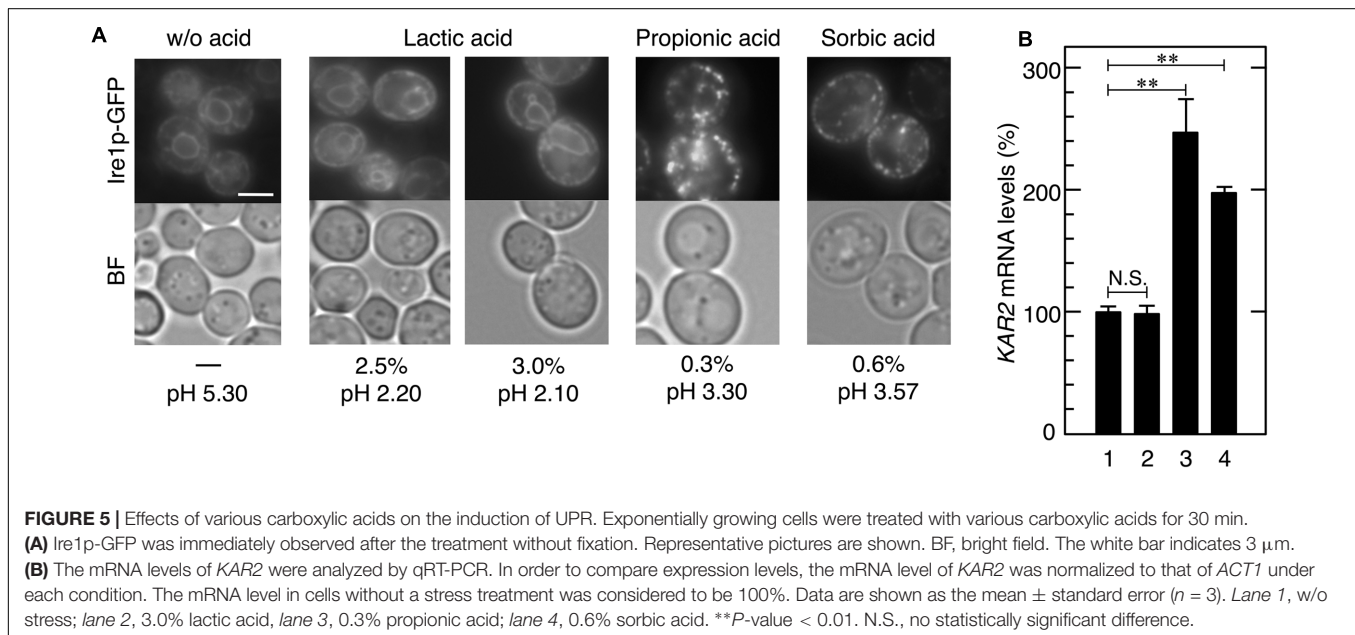 A
w/o acid Lactic acid Propionic acid Sorbic acid
Ire1p-GFP
BF
— 2.5% 3.0% 0.3% 0.6%
pH 5.30 pH 2.20 pH 2.10 pH 3.30 pH 3.57
B
KAR2 mRNA levels (%)
300
200
100
0
**
**
N.S.
1 2 3 4
FIGURE 5 | Effects of various carboxylic acids on the induction of UPR. Exponentially growing cells were treated with various carboxylic acids for 30 min.
(A) Ire1p-GFP was immediately observed after the treatment without fixation. Representative pictures are shown. BF, bright field. The white bar indicates 3 μm.
(B) The mRNA levels of KAR2 were analyzed by qRT-PCR. In order to compare expression levels, the mRNA level of KAR2 was normalized to that of ACT1 under
each condition. The mRNA level in cells without a stress treatment was considered to be 100%. Data are shown as the mean ± standard error (n = 3). Lane 1, w/o
stress; lane 2, 3.0% lactic acid, lane 3, 0.3% propionic acid; lane 4, 0.6% sorbic acid. **P-value < 0.01. N.S., no statistically significant difference.